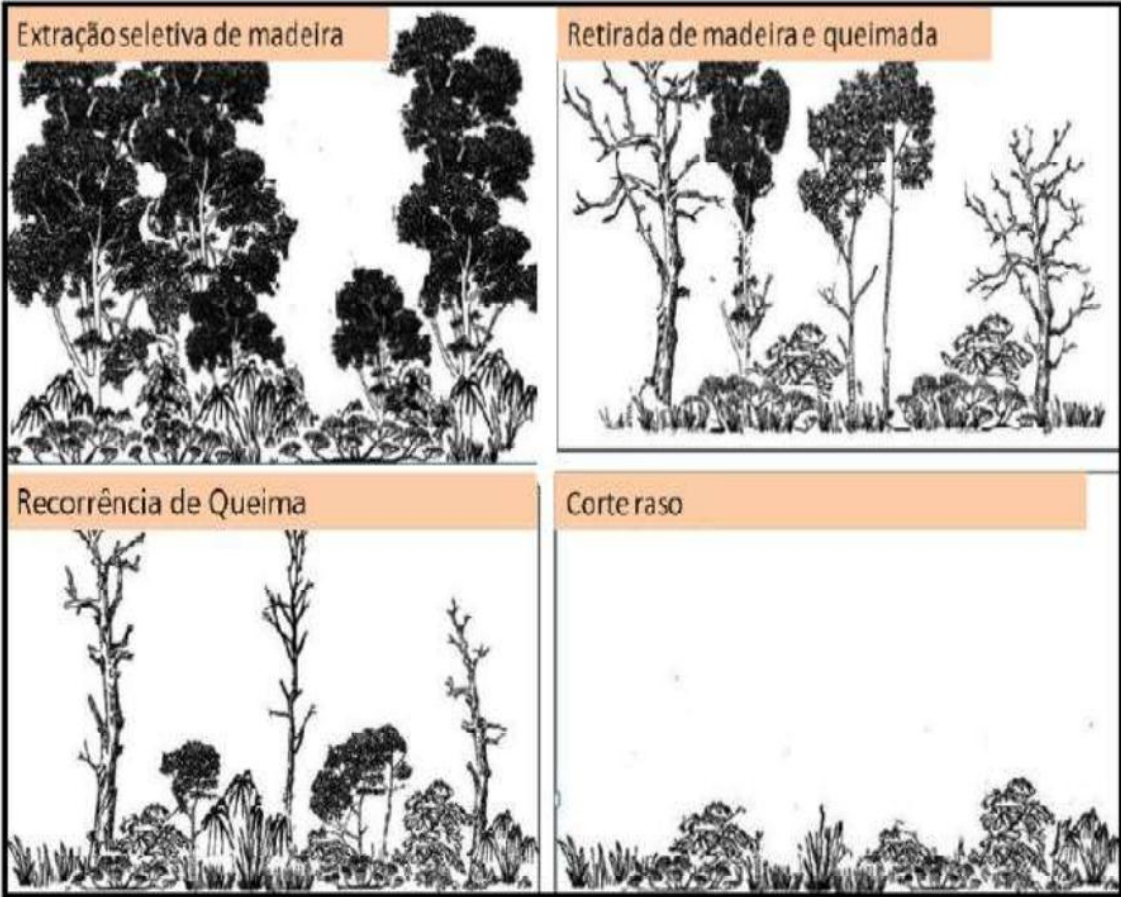 Extração seletiva de madeira
Retirada de madeira e queimada
Recorrência de Queima
Corte raso